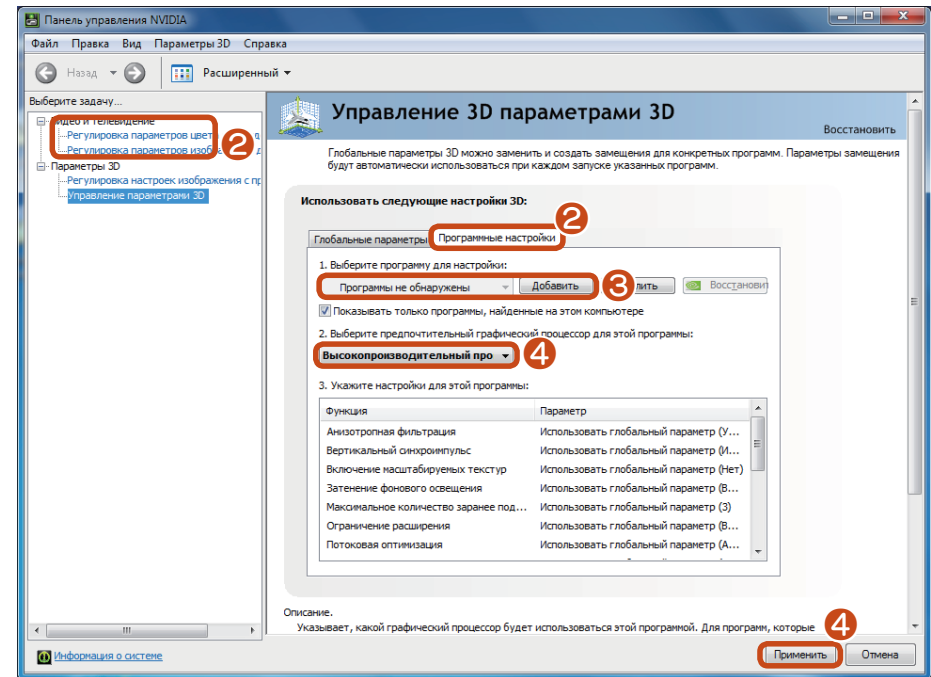 Панель управления NVIDIA
Файл Правка Вид Параметры 3D Справка
Назад Расширенный
Выберите задачу...
Видео и телевидение
Регулировка параметров цвета д
Регулировка параметров изобр д
Параметры 3D
Регулировка настроек изображения с пр
Управление параметрами 3D
2
Управление 3D параметрами 3D
Восстановить
Глобальные параметры 3D можно заменить и создать замещения для конкретных программ. Параметры замещения
будут автоматически использоваться при каждом запуске указанных программ.
Использовать следующие настройки 3D:
2
Глобальные параметры Программные настройки
1. Выберите программу для настройки:
Программы не обнаружены Добавить 3 лить Восстановит
Показывать только программы, найденные на этом компьютере
2. Выберите предпочтительный графический процессор для этой программы:
Высокопроизводительный про 4
3. Укажите настройки для этой программы:
Функция Параметр
Анизотропная фильтрация Использовать глобальный параметр (У...
Вертикальный синхроимпульс Использовать глобальный параметр (И...
Включение масштабируемых текстур Использовать глобальный параметр (Нет)
Затенение фонового освещения Использовать глобальный параметр (В...
Максимальное количество заранее под... Использовать глобальный параметр (3)
Ограничение расширения Использовать глобальный параметр (В...
Потоковая оптимизация Использовать глобальный параметр (А...
Описание.
Указывает, какой графический процессор будет использоваться этой программой. Для программ, которые
4
Информация о системе
Применить Отмена